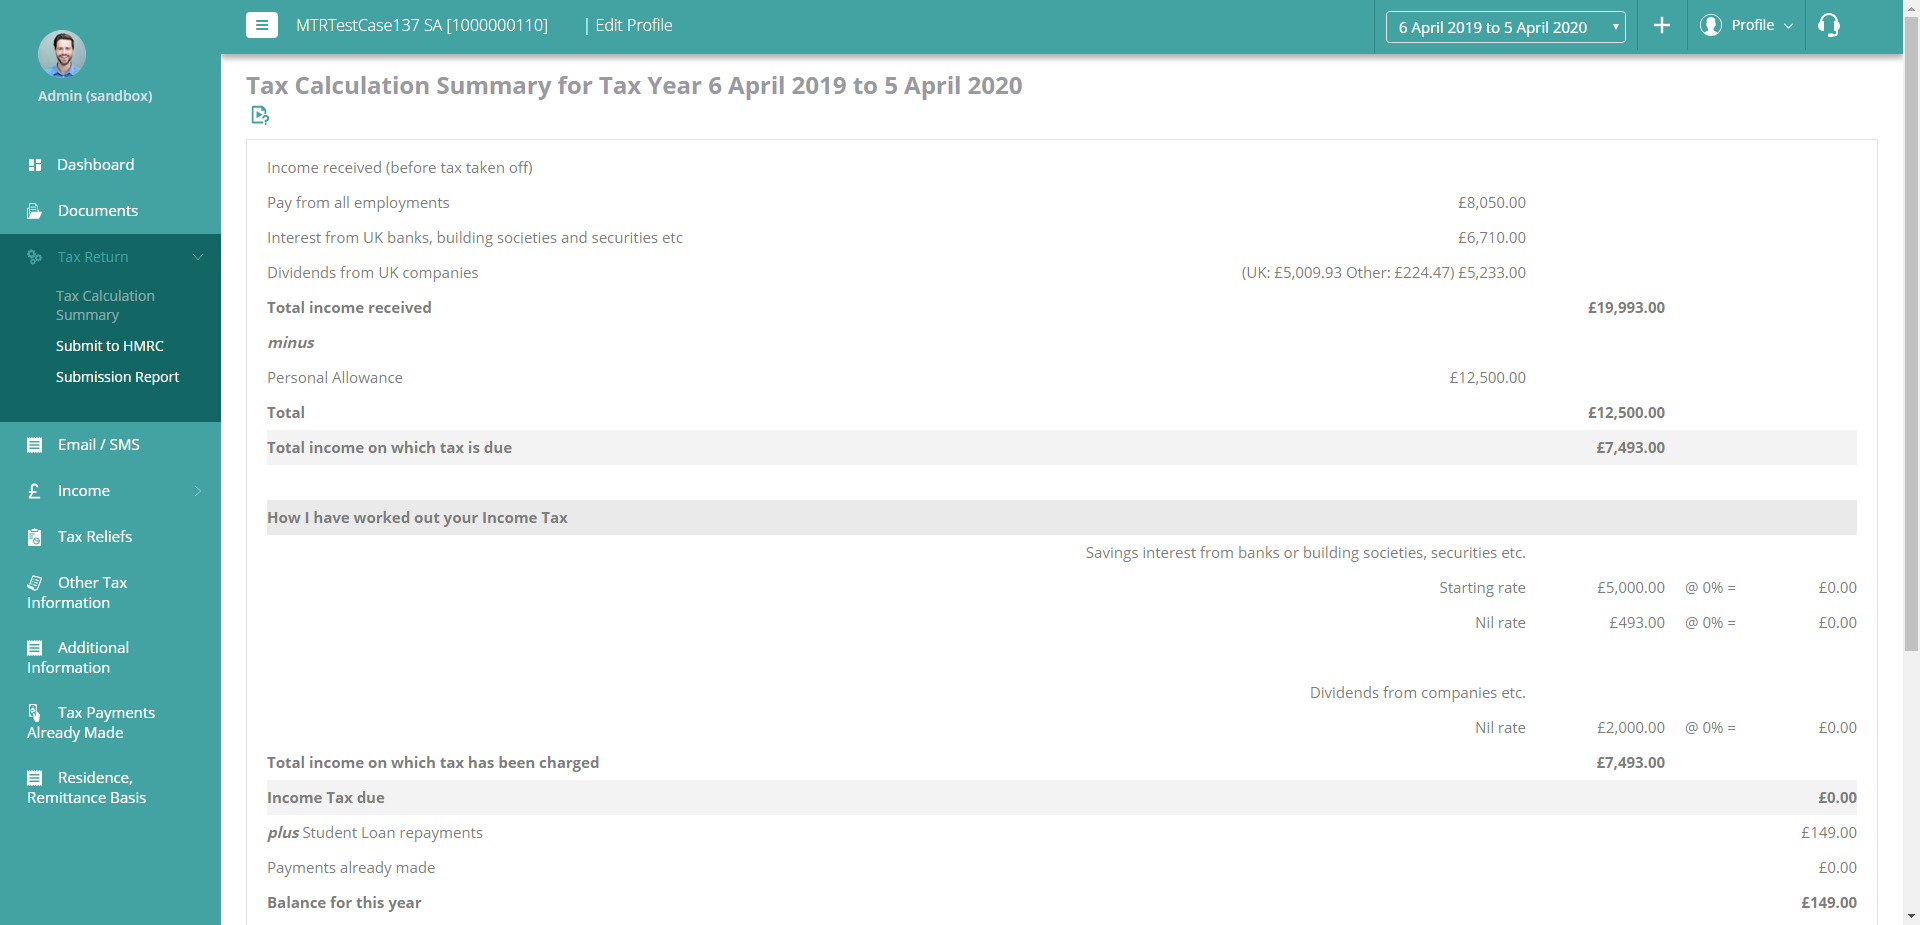 MTRTestCase137 SA [1000000110] | Edit Profile
6 April 2019 to 5 April 2020
Profile
Admin (sandbox)
Dashboard
Documents
Tax Return
Tax Calculation
Summary
Submit to HMRC
Submission Report
Email / SMS
Income
Tax Reliefs
Other Tax
Information
Additional
Information
Tax Payments
Already Made
Residence,
Remittance Basis
Tax Calculation Summary for Tax Year 6 April 2019 to 5 April 2020
Income received (before tax taken off)
Pay from all employments £8,050.00
Interest from UK banks, building societies and securities etc £6,710.00
Dividends from UK companies (UK: £5,009.93 Other: £224.47) £5,233.00
Total income received £19,993.00
minus
Personal Allowance £12,500.00
Total £12,500.00
Total income on which tax is due £7,493.00
How I have worked out your Income Tax
Savings interest from banks or building societies, securities etc.
Starting rate £5,000.00 @ 0% = £0.00
Nil rate £493.00 @ 0% = £0.00
Dividends from companies etc.
Nil rate £2,000.00 @ 0% = £0.00
Total income on which tax has been charged £7,493.00
Income Tax due £0.00
plus Student Loan repayments £149.00
Payments already made £0.00
Balance for this year £149.00